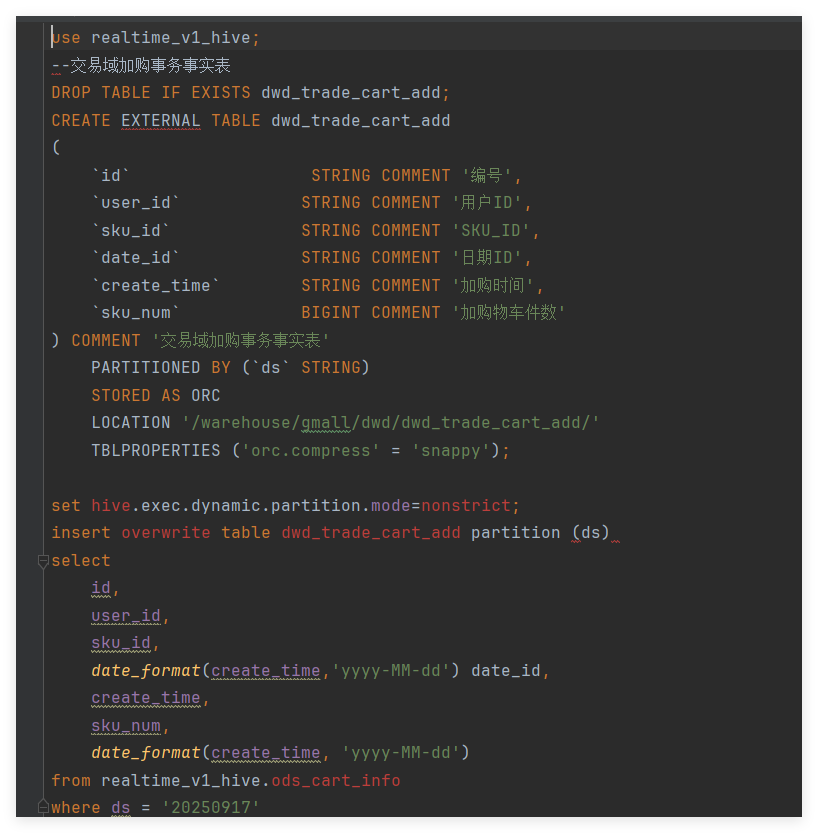 use realtime_v1_hive;
--交易域加购事务事实表
DROP TABLE IF EXISTS dwd_trade_cart_add;
CREATE EXTERNAL TABLE dwd_trade_cart_add
(
    `id`                  STRING COMMENT '编号',
    `user_id`            STRING COMMENT '用户ID',
    `sku_id`             STRING COMMENT 'SKU_ID',
    `date_id`            STRING COMMENT '日期ID',
    `create_time`        STRING COMMENT '加购时间',
    `sku_num`            BIGINT COMMENT '加购物车件数'
) COMMENT '交易域加购事务事实表'
    PARTITIONED BY (`ds` STRING)
    STORED AS ORC
    LOCATION '/warehouse/gmall/dwd/dwd_trade_cart_add/'
    TBLPROPERTIES ('orc.compress' = 'snappy');
set hive.exec.dynamic.partition.mode=nonstrict;
insert overwrite table dwd_trade_cart_add partition (ds)
select
    id,
    user_id,
    sku_id,
    date_format(create_time,'yyyy-MM-dd') date_id,
    create_time,
    sku_num,
    date_format(create_time, 'yyyy-MM-dd')
from realtime_v1_hive.ods_cart_info
where ds = '20250917'